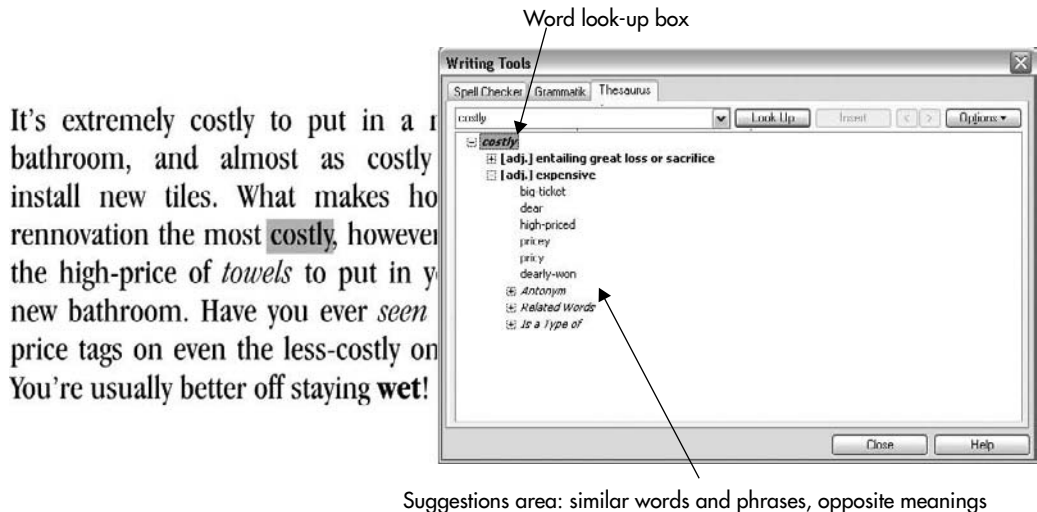 Word look-up box
Writing Tools
Spell Checker Grammatik Thesaurus
costly Look Up Insert < > Options
costly
[adj.] entailing great loss or sacrifice
[adj.] expensive
big-ticket
dear
high-priced
pricey
pricy
dearly-won
Antonym
Related Words
Is a Type of
Close Help
It's extremely costly to put in a
bathroom, and almost as costly
install new tiles. What makes
rennovation the most costly, however
the high-price of towels to put in
new bathroom. Have you ever seen
price tags on even the less-costly
You're usually better off staying wet!
Suggestions area: similar words and phrases, opposite meanings